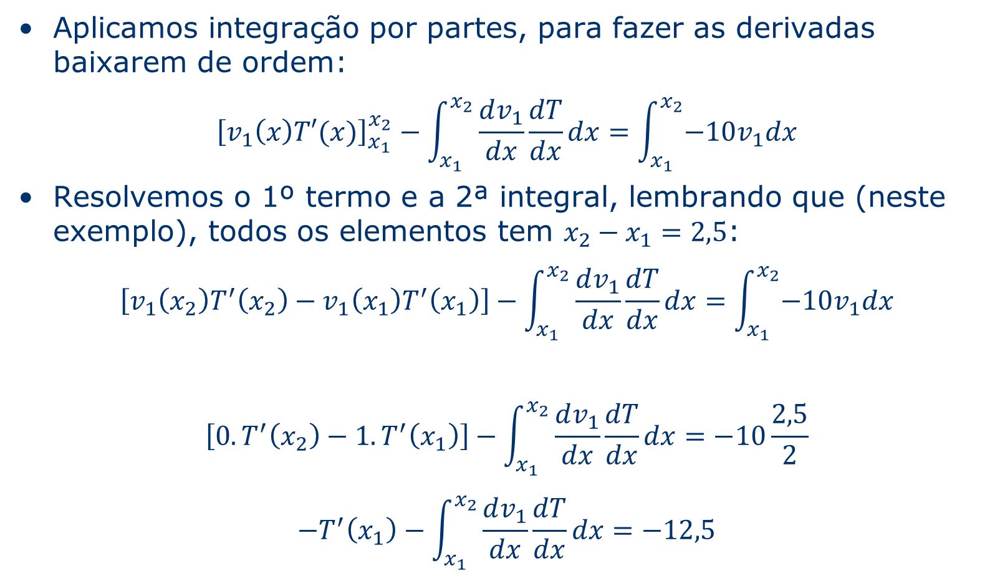 • Aplicamos integração por partes, para fazer as derivadas
baixarem de ordem:
$[v_1(x)T'(x)]_{x_1}^{x_2} - \int_{x_1}^{x_2} \frac{dv_1}{dx}\frac{dT}{dx}dx = \int_{x_1}^{x_2} -10v_1dx$
• Resolvemos o 1º termo e a 2ª integral, lembrando que (neste
exemplo), todos os elementos tem $x_2 - x_1 = 2,5$:
$[v_1(x_2)T'(x_2) - v_1(x_1)T'(x_1)] - \int_{x_1}^{x_2} \frac{dv_1}{dx}\frac{dT}{dx}dx = \int_{x_1}^{x_2} -10v_1dx$
$[0.T'(x_2) - 1.T'(x_1)] - \int_{x_1}^{x_2} \frac{dv_1}{dx}\frac{dT}{dx}dx = -10\frac{2,5}{2}$
$-T'(x_1) - \int_{x_1}^{x_2} \frac{dv_1}{dx}\frac{dT}{dx}dx = -12,5$